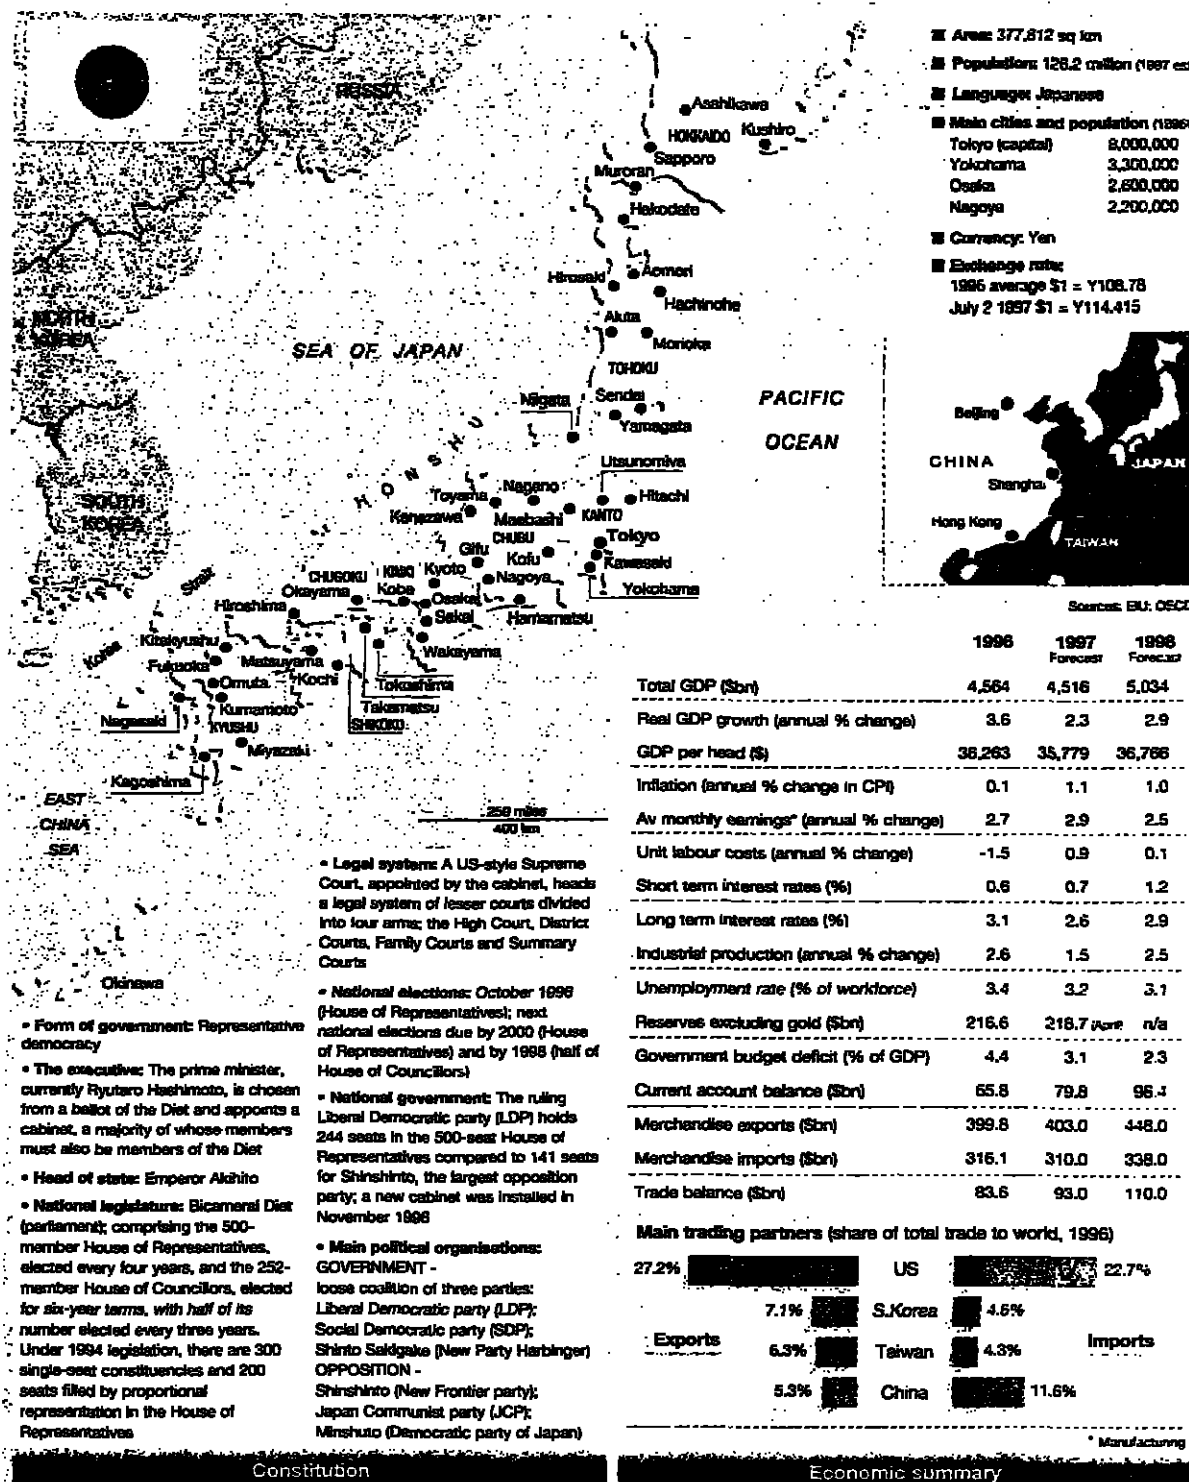 RUSSIA
NORTH
KOREA
SOUTH
KOREA
SEA OF JAPAN
PACIFIC
OCEAN
HONSHU
Asahikawa
HOKKAIDO
Kushiro
Sapporo
Muroran
Hakodate
Hirosaki
Aomori
Hachinohe
Akita
Morioka
TOHOKU
Niigata
Sendai
Yamagata
Utsunomiya
Toyama
Nagano
Hitachi
Kanazawa
Maebashi
KANTO
CHUBU
Tokyo
Gifu
Kofu
Kawasaki
CHUGOKU
KINKI
Kyoto
Nagoya
Yokohama
Okayama
Kobe
Osaka
Hiroshima
Sakai
Hamamatsu
Korea
Strait
Kitakyushu
Wakayama
Fukuoka
Matsuyama
Kochi
Omuta
Tokushima
Nagasaki
Kumamoto
Takamatsu
KYUSHU
SHIKOKU
Miyazaki
Kagoshima
EAST
CHINA
SEA
250 miles
400 km
Okinawa
■ Area: 377,812 sq km
■ Population: 126.2 million (1997 es
■ Language: Japanese
■ Main cities and population (1996
Tokyo (capital) 8,000,000
Yokohama 3,300,000
Osaka 2,600,000
Nagoya 2,200,000
■ Currency: Yen
■ Exchange rate:
1996 average $1 = Y108.78
July 2 1997 $1 = Y114.415
Beijing
CHINA
JAPAN
Shanghai
Hong Kong
TAIWAN
Sources: EIU; OECD
1996 1997 1998
Forecast Forecast
Total GDP ($bn) 4,564 4,516 5,034
Real GDP growth (annual % change) 3.6 2.3 2.9
GDP per head ($) 36,263 35,779 36,766
Inflation (annual % change in CPI) 0.1 1.1 1.0
Av monthly earnings* (annual % change) 2.7 2.9 2.5
Unit labour costs (annual % change) -1.5 0.9 0.1
Short term interest rates (%) 0.6 0.7 1.2
Long term interest rates (%) 3.1 2.6 2.9
Industrial production (annual % change) 2.6 1.5 2.5
Unemployment rate (% of workforce) 3.4 3.2 3.1
Reserves excluding gold ($bn) 216.6 218.7 (April) n/a
Government budget deficit (% of GDP) 4.4 3.1 2.3
Current account balance ($bn) 65.8 79.8 96.4
Merchandise exports ($bn) 399.8 403.0 448.0
Merchandise imports ($bn) 316.1 310.0 338.0
Trade balance ($bn) 83.6 93.0 110.0
Main trading partners (share of total trade to world, 1996)
27.2% US 22.7%
7.1% S.Korea 4.6%
Exports Imports
6.3% Taiwan 4.3%
5.3% China 11.6%
* Manufacturing
Economic summary
• Form of government: Representative
democracy
• The executive: The prime minister,
currently Ryutaro Hashimoto, is chosen
from a ballot of the Diet and appoints a
cabinet, a majority of whose members
must also be members of the Diet
• Head of state: Emperor Akihito
• National legislature: Bicameral Diet
(parliament); comprising the 500-
member House of Representatives,
elected every four years, and the 252-
member House of Councillors, elected
for six-year terms, with half of its
number elected every three years.
Under 1994 legislation, there are 300
single-seat constituencies and 200
seats filled by proportional
representation in the House of
Representatives
• Legal system: A US-style Supreme
Court, appointed by the cabinet, heads
a legal system of lesser courts divided
into four arms; the High Court, District
Courts, Family Courts and Summary
Courts
• National elections: October 1996
(House of Representatives); next
national elections due by 2000 (House
of Representatives) and by 1998 (half of
House of Councillors)
• National government: The ruling
Liberal Democratic party (LDP) holds
244 seats in the 500-seat House of
Representatives compared to 141 seats
for Shinshinto, the largest opposition
party; a new cabinet was installed in
November 1996
• Main political organisations:
GOVERNMENT -
loose coalition of three parties:
Liberal Democratic party (LDP);
Social Democratic party (SDP);
Shinto Sakigake (New Party Harbinger)
OPPOSITION -
Shinshinto (New Frontier party);
Japan Communist party (JCP);
Minshuto (Democratic party of Japan)
Constitution